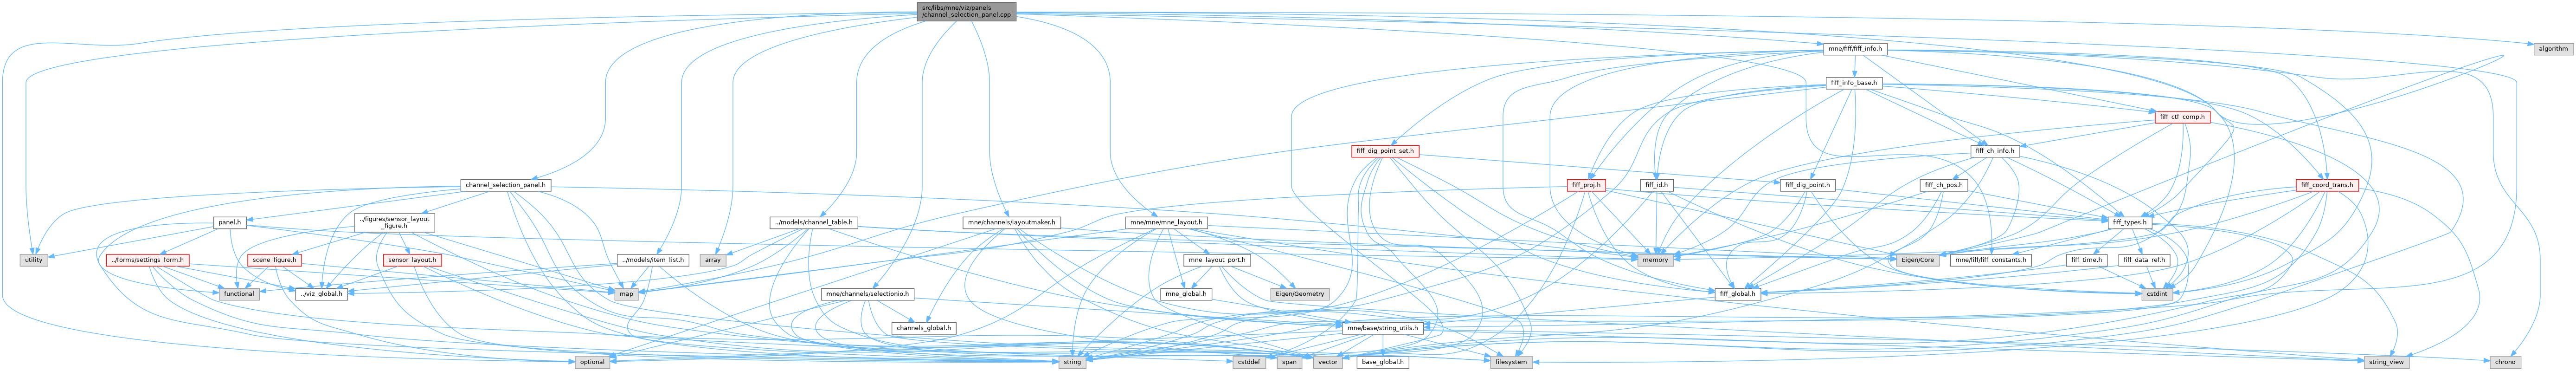 src/libs/mne/viz/panels
/channel_selection_panel.cpp
mne/fiff/fiff_info.h
algorithm
fiff_info_base.h
fiff_ctf_comp.h
fiff_dig_point_set.h
fiff_ch_info.h
channel_selection_panel.h
fiff_proj.h
fiff_id.h
fiff_dig_point.h
fiff_ch_pos.h
fiff_coord_trans.h
panel.h
../figures/sensor_layout
_figure.h
../models/channel_table.h
mne/channels/layoutmaker.h
mne/mne/mne_layout.h
fiff_types.h
utility
../forms/settings_form.h
scene_figure.h
sensor_layout.h
../models/item_list.h
array
mne_layout_port.h
memory
Eigen/Core
mne/fiff/fiff_constants.h
fiff_time.h
fiff_data_ref.h
functional
../viz_global.h
map
mne/channels/selectionio.h
mne_global.h
Eigen/Geometry
fiff_global.h
cstdint
channels_global.h
mne/base/string_utils.h
optional
string
cstddef
span
vector
base_global.h
filesystem
string_view
chrono